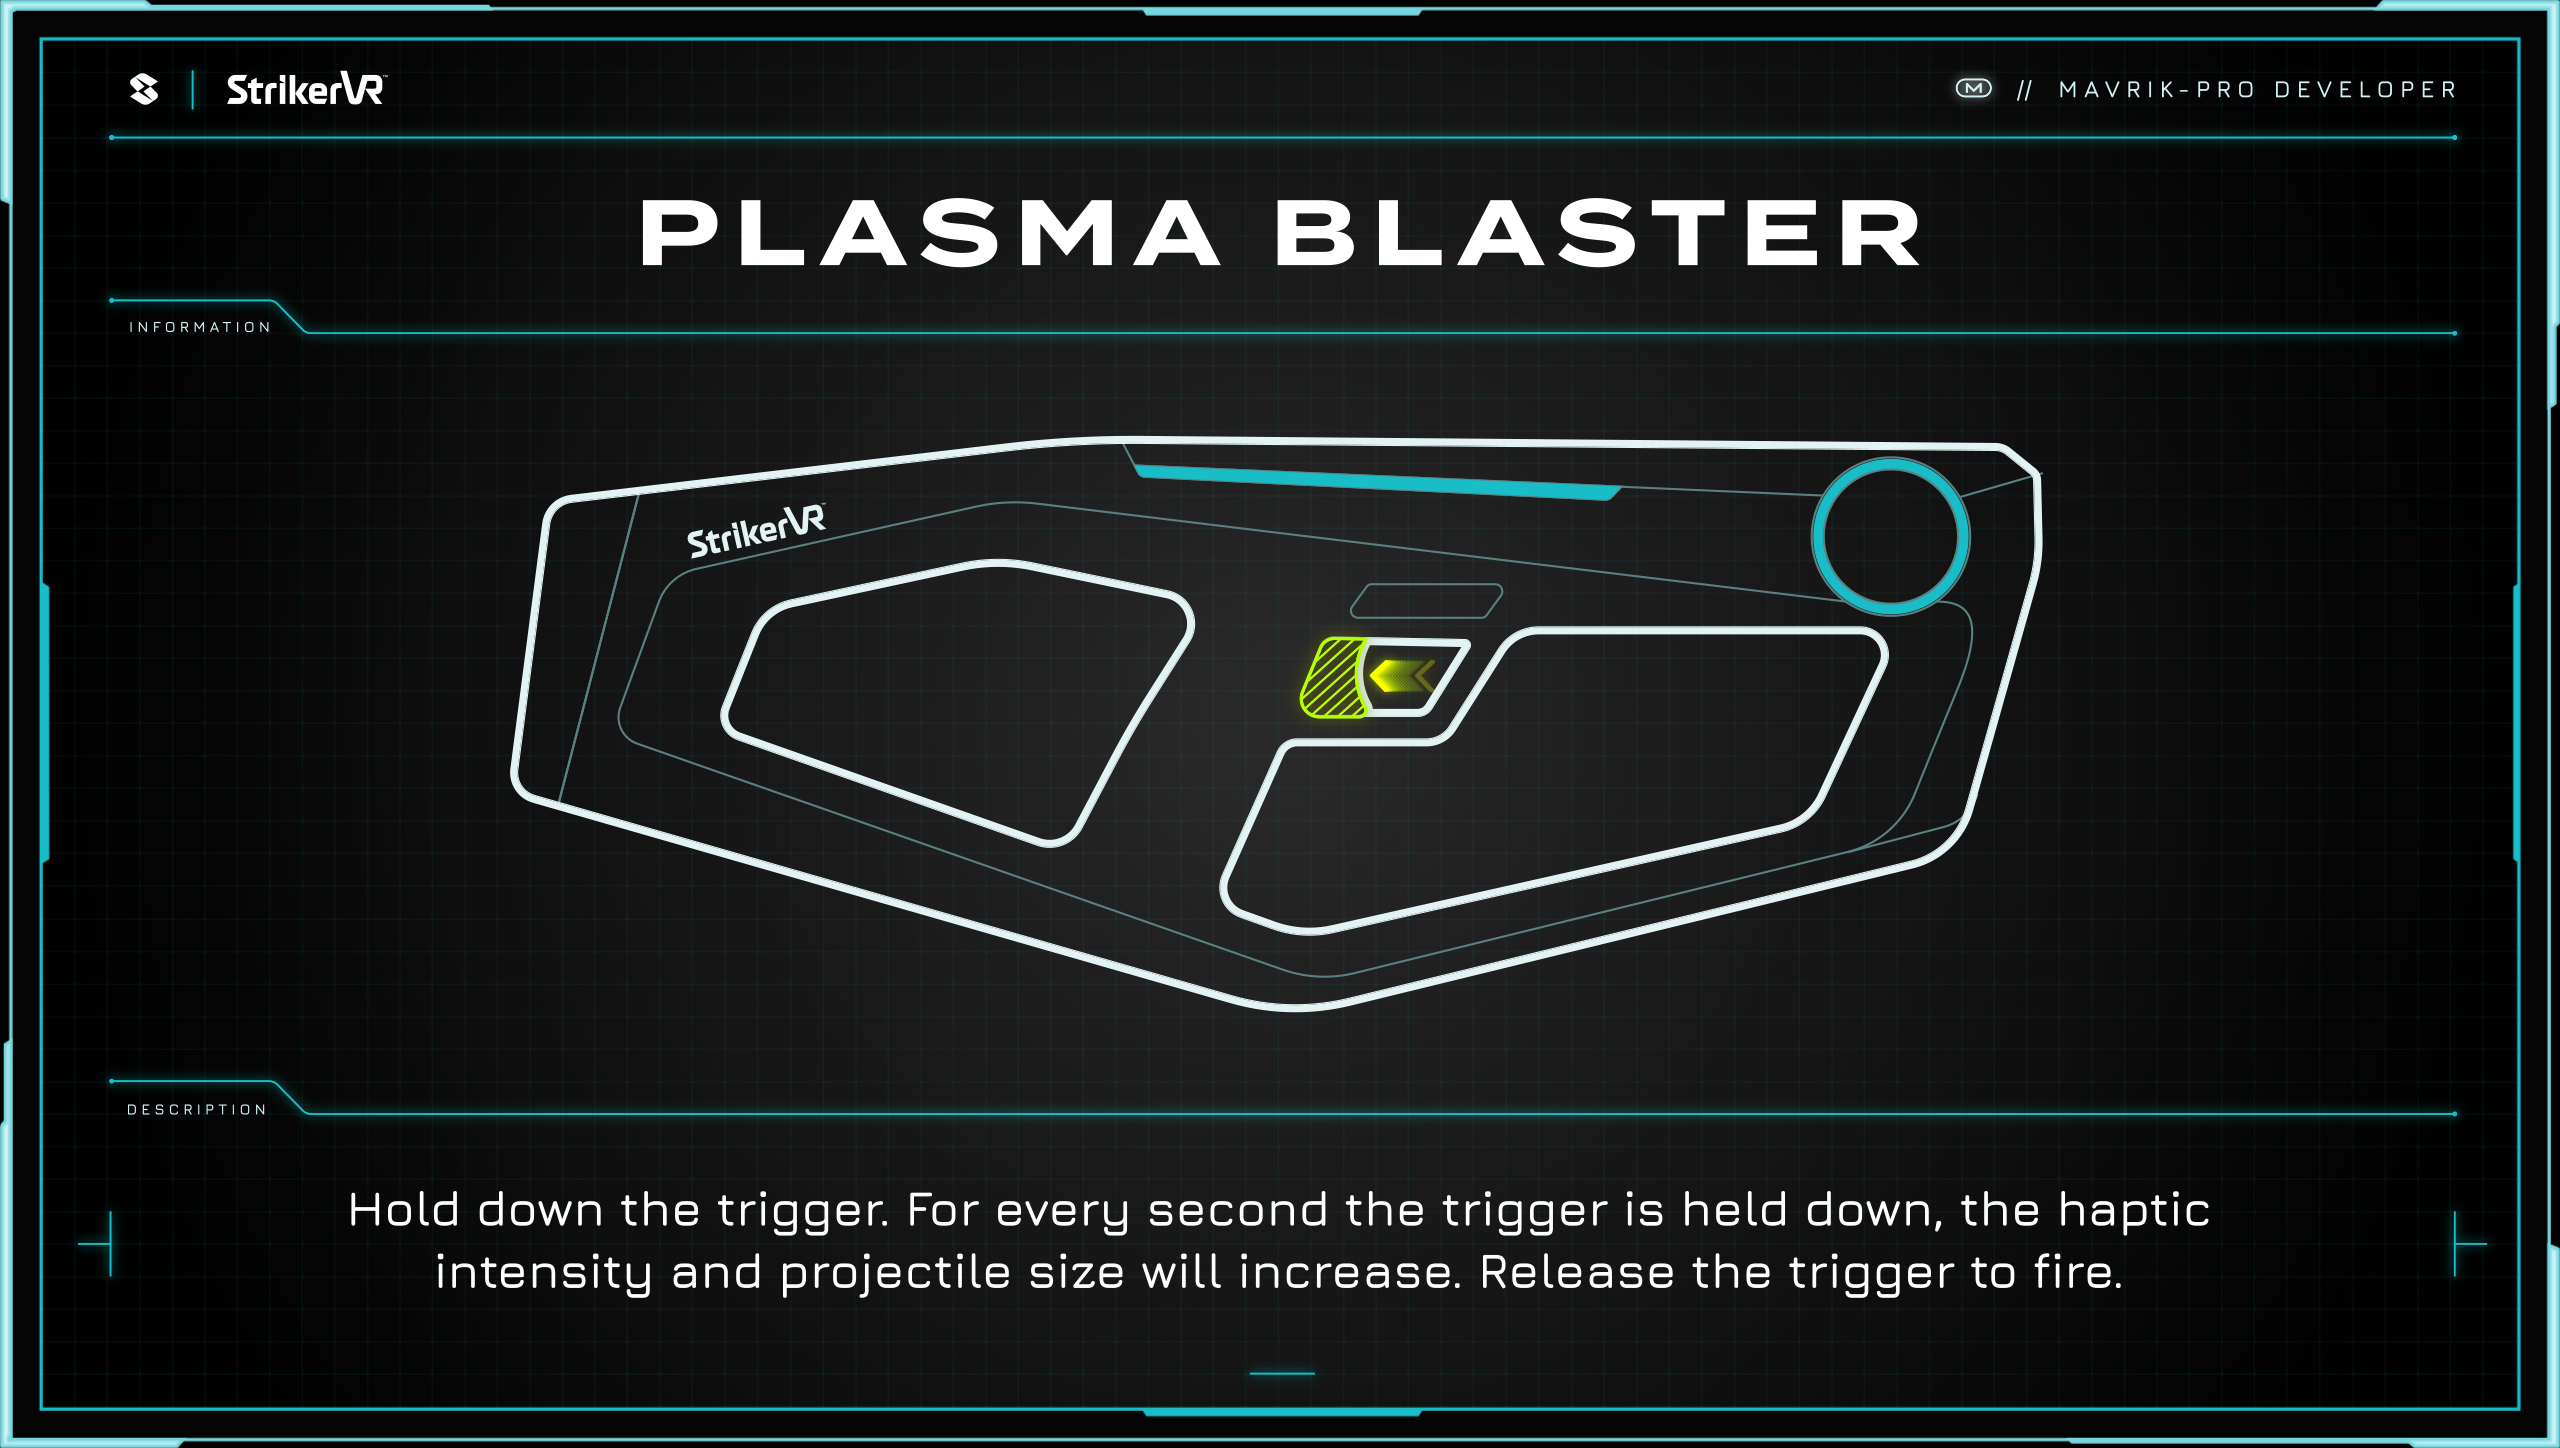 StrikerVR™
M // MAVRIK-PRO DEVELOPER
PLASMA BLASTER
INFORMATION
StrikerVR
DESCRIPTION
Hold down the trigger. For every second the trigger is held down, the haptic
intensity and projectile size will increase. Release the trigger to fire.